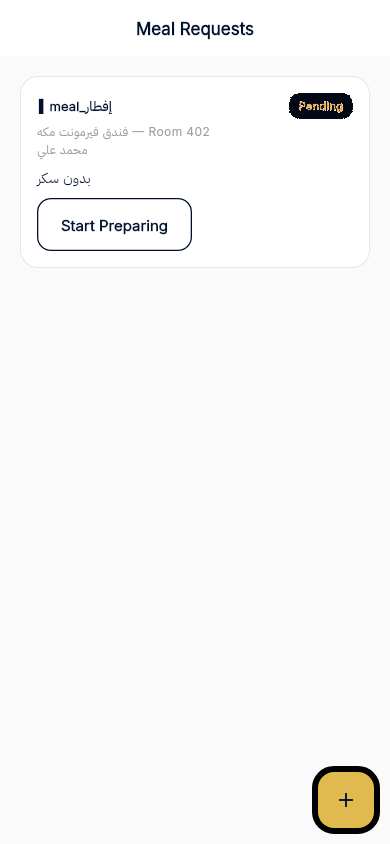 Meal Requests
meal_إفطار
Pending
فندق فيرمونت مكه — Room 402
محمد علي
بدون سكر
Start Preparing
+